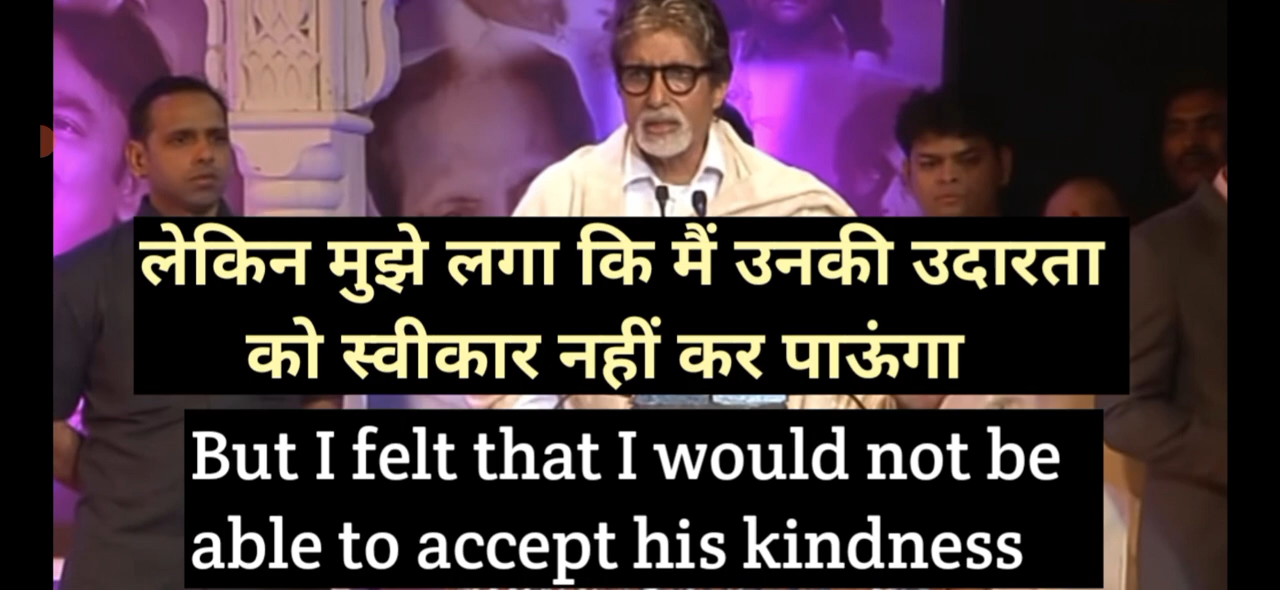 लेकिन मुझे लगा कि मैं उनकी उदारता
को स्वीकार नहीं कर पाऊंगा
But I felt that I would not be
able to accept his kindness